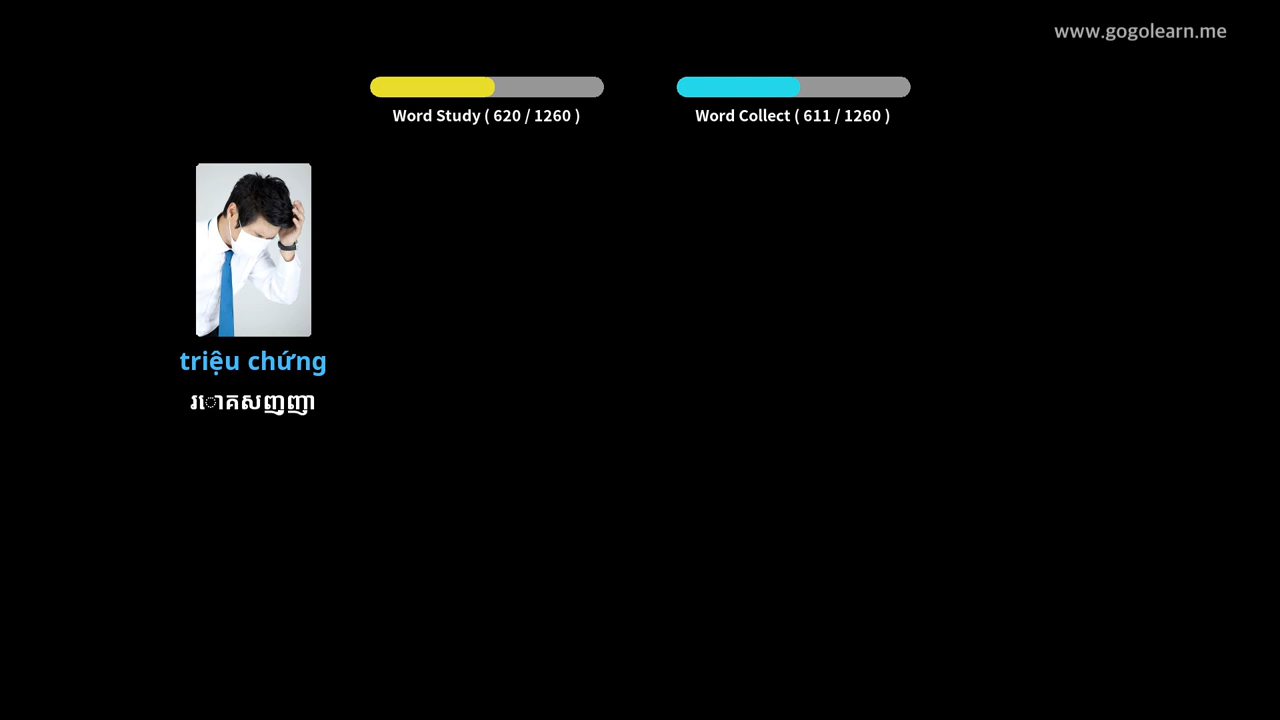 www.gogolearn.me
Word Study ( 620 / 1260 )
Word Collect ( 611 / 1260 )
triệu chứng
រោគសញ្ញា